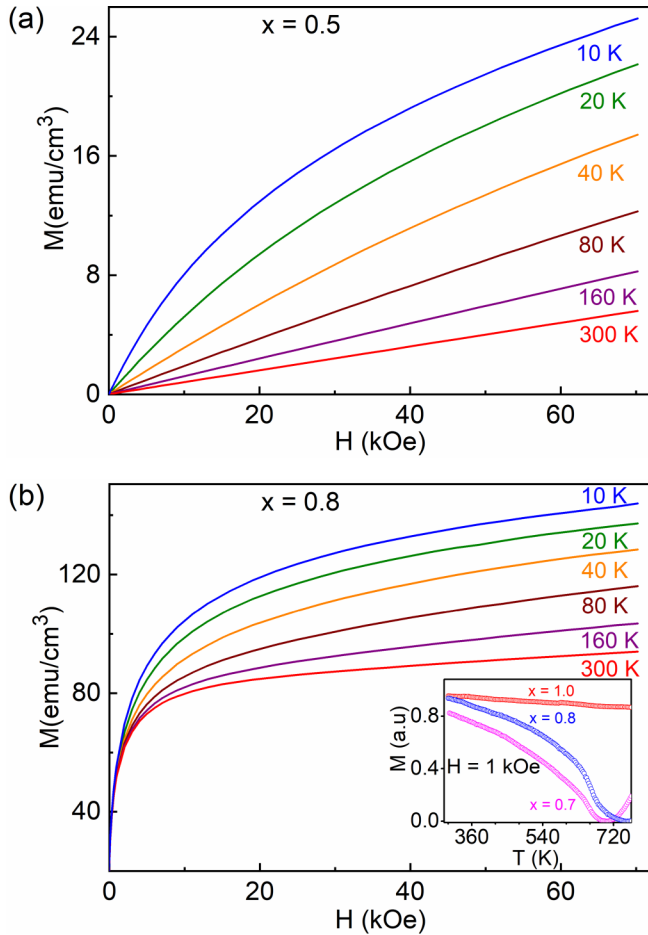 (a)
x = 0.5
24
16
8
0
M(emu/cm³)
10 K
20 K
40 K
80 K
160 K
300 K
0
20
40
60
H (kOe)
(b)
x = 0.8
120
80
40
M(emu/cm³)
10 K
20 K
40 K
80 K
160 K
300 K
0.8
0.4
0.0
M (a.u)
x = 1.0
x = 0.8
H = 1 kOe
x = 0.7
360
540
720
T (K)
0
20
40
60
H (kOe)